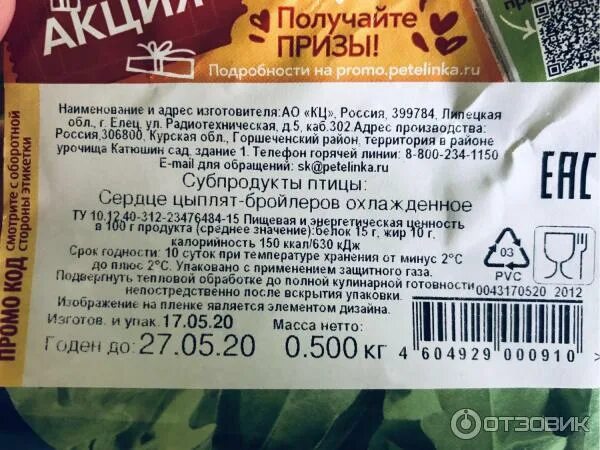 АКЦИЯ
Получайте
ПРИЗЫ!
Подробности на promo.petelinka.ru
ПРОМО КОД
смотрите с оборотной
стороны этикетки
Наименование и адрес изготовителя:АО «КЦ», Россия, 399784, Липецкая
обл., г. Елец, ул. Радиотехническая, д.5, каб.302.Адрес производства:
Россия,306800, Курская обл., Горшеченский район, территория в районе
урочища Катюшин сад, здание 1. Телефон горячей линии: 8-800-234-1150
E-mail для обращений: sk@petelinka.ru
Субпродукты птицы:
Сердце цыплят-бройлеров охлажденное
ТУ 10.12.40-312-23476484-15 Пищевая и энергетическая ценность
в 100 г продукта (среднее значение):белок 15 г, жир 10 г,
калорийность 150 ккал/630 кДж
Срок годности: 10 суток при температуре хранения от минус 2°С
до плюс 2°С. Упаковано с применением защитного газа.
Подвергнуть тепловой обработке до полной кулинарной готовности
непосредственно после вскрытия упаковки.
Изображение на пленке является элементом дизайна.
Изготов. и упак. 17.05.20
Масса нетто:
Годен до: 27.05.20
0.500 кг
EAC
03
PVC
0043170520 2012
4 604929 000910
ОТЗОВИК